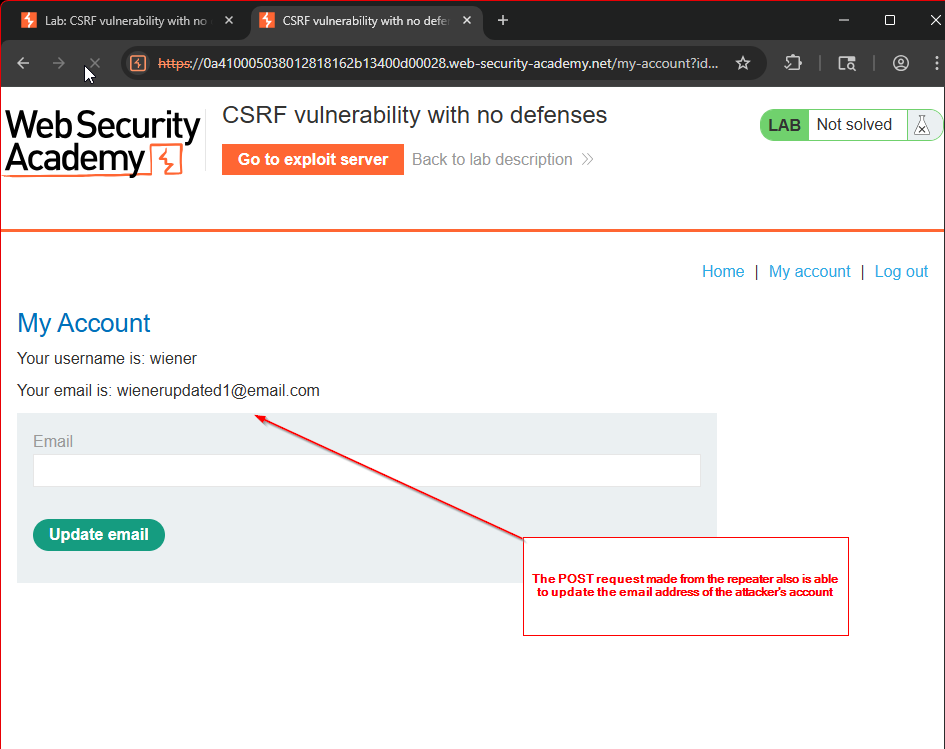 Lab: CSRF vulnerability with no
CSRF vulnerability with no defe
https://0a410005038012818162b13400d00028.web-security-academy.net/my-account?id...
WebSecurity
Academy
CSRF vulnerability with no defenses
Go to exploit server
Back to lab description
LAB
Not solved
Home | My account | Log out
My Account
Your username is: wiener
Your email is: wienerupdated1@email.com
Email
Update email
The POST request made from the repeater also is able
to update the email address of the attacker's account